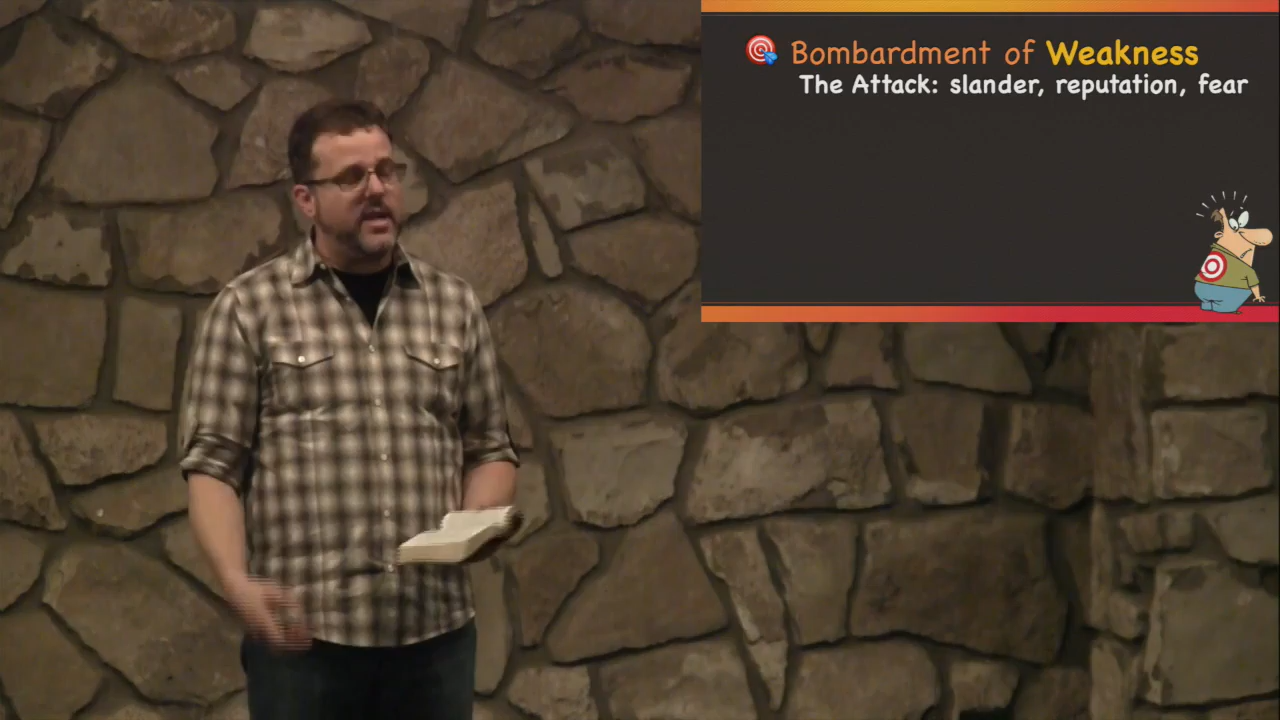 Bombardment of Weakness
The Attack: slander, reputation, fear